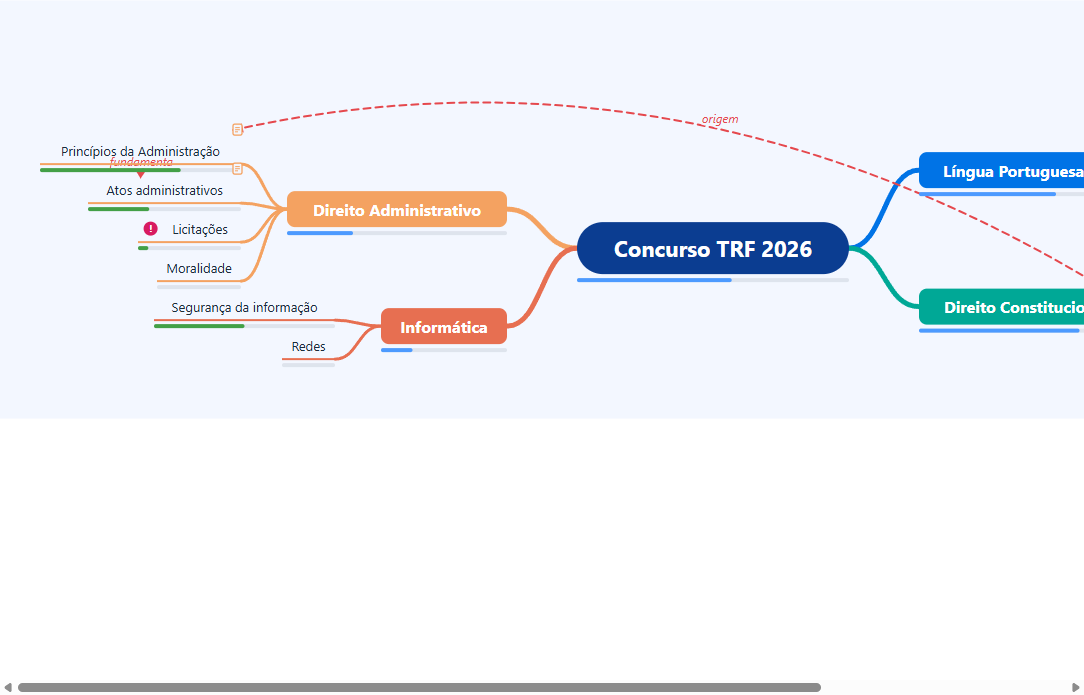 origem
Princípios da Administração
fundamenta
Atos administrativos
Licitações
Moralidade
Direito Administrativo
Segurança da informação
Redes
Informática
Concurso TRF 2026
Língua Portuguesa
Direito Constitucio